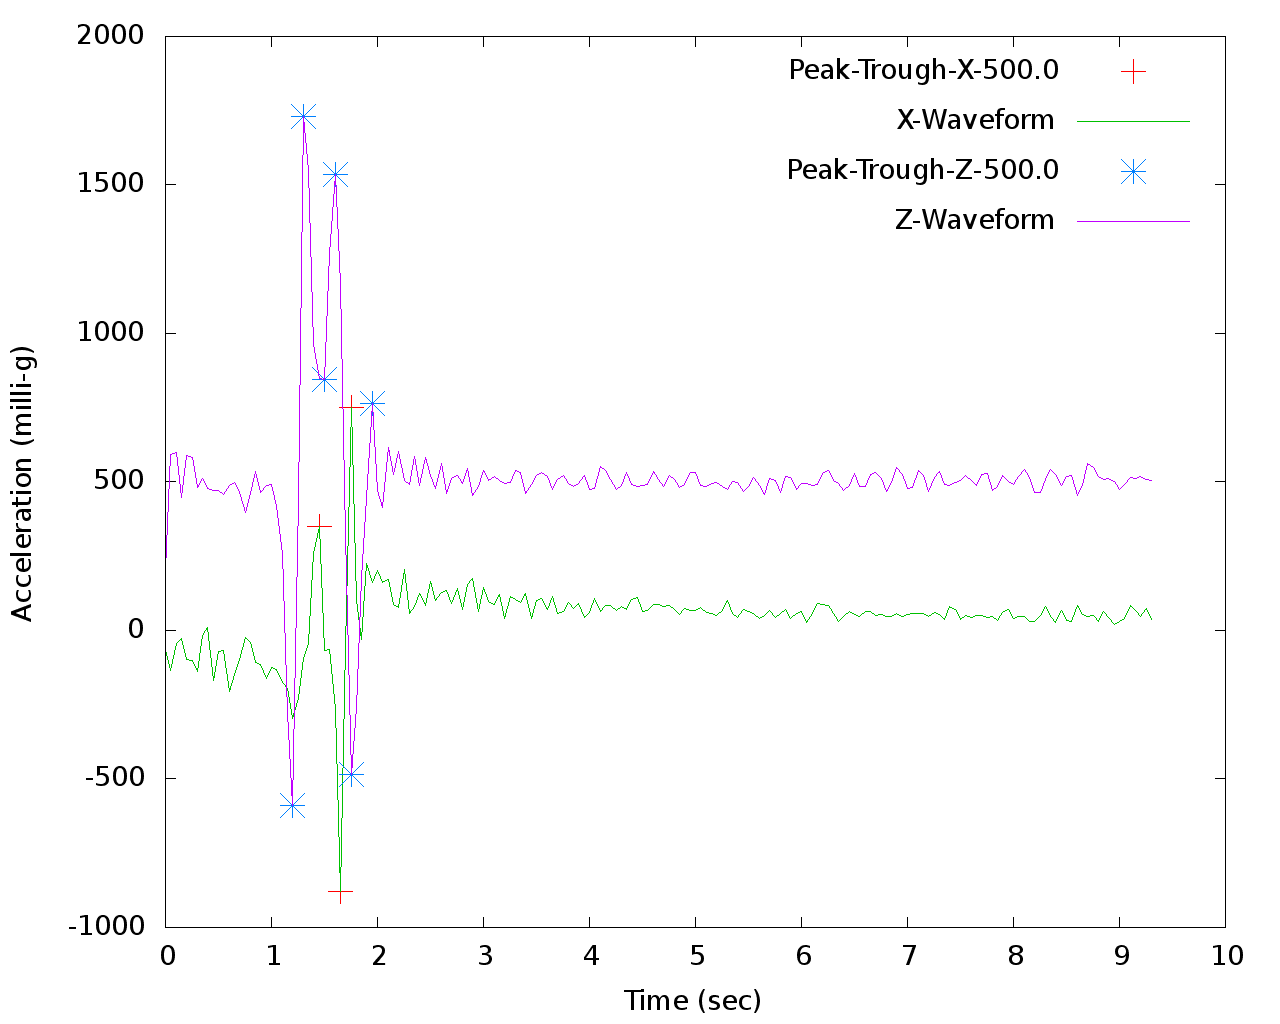 2000
1500
1000
500
0
-500
-1000
Acceleration (milli-g)
Peak-Trough-X-500.0
X-Waveform
Peak-Trough-Z-500.0
Z-Waveform
0 1 2 3 4 5 6 7 8 9 10
Time (sec)